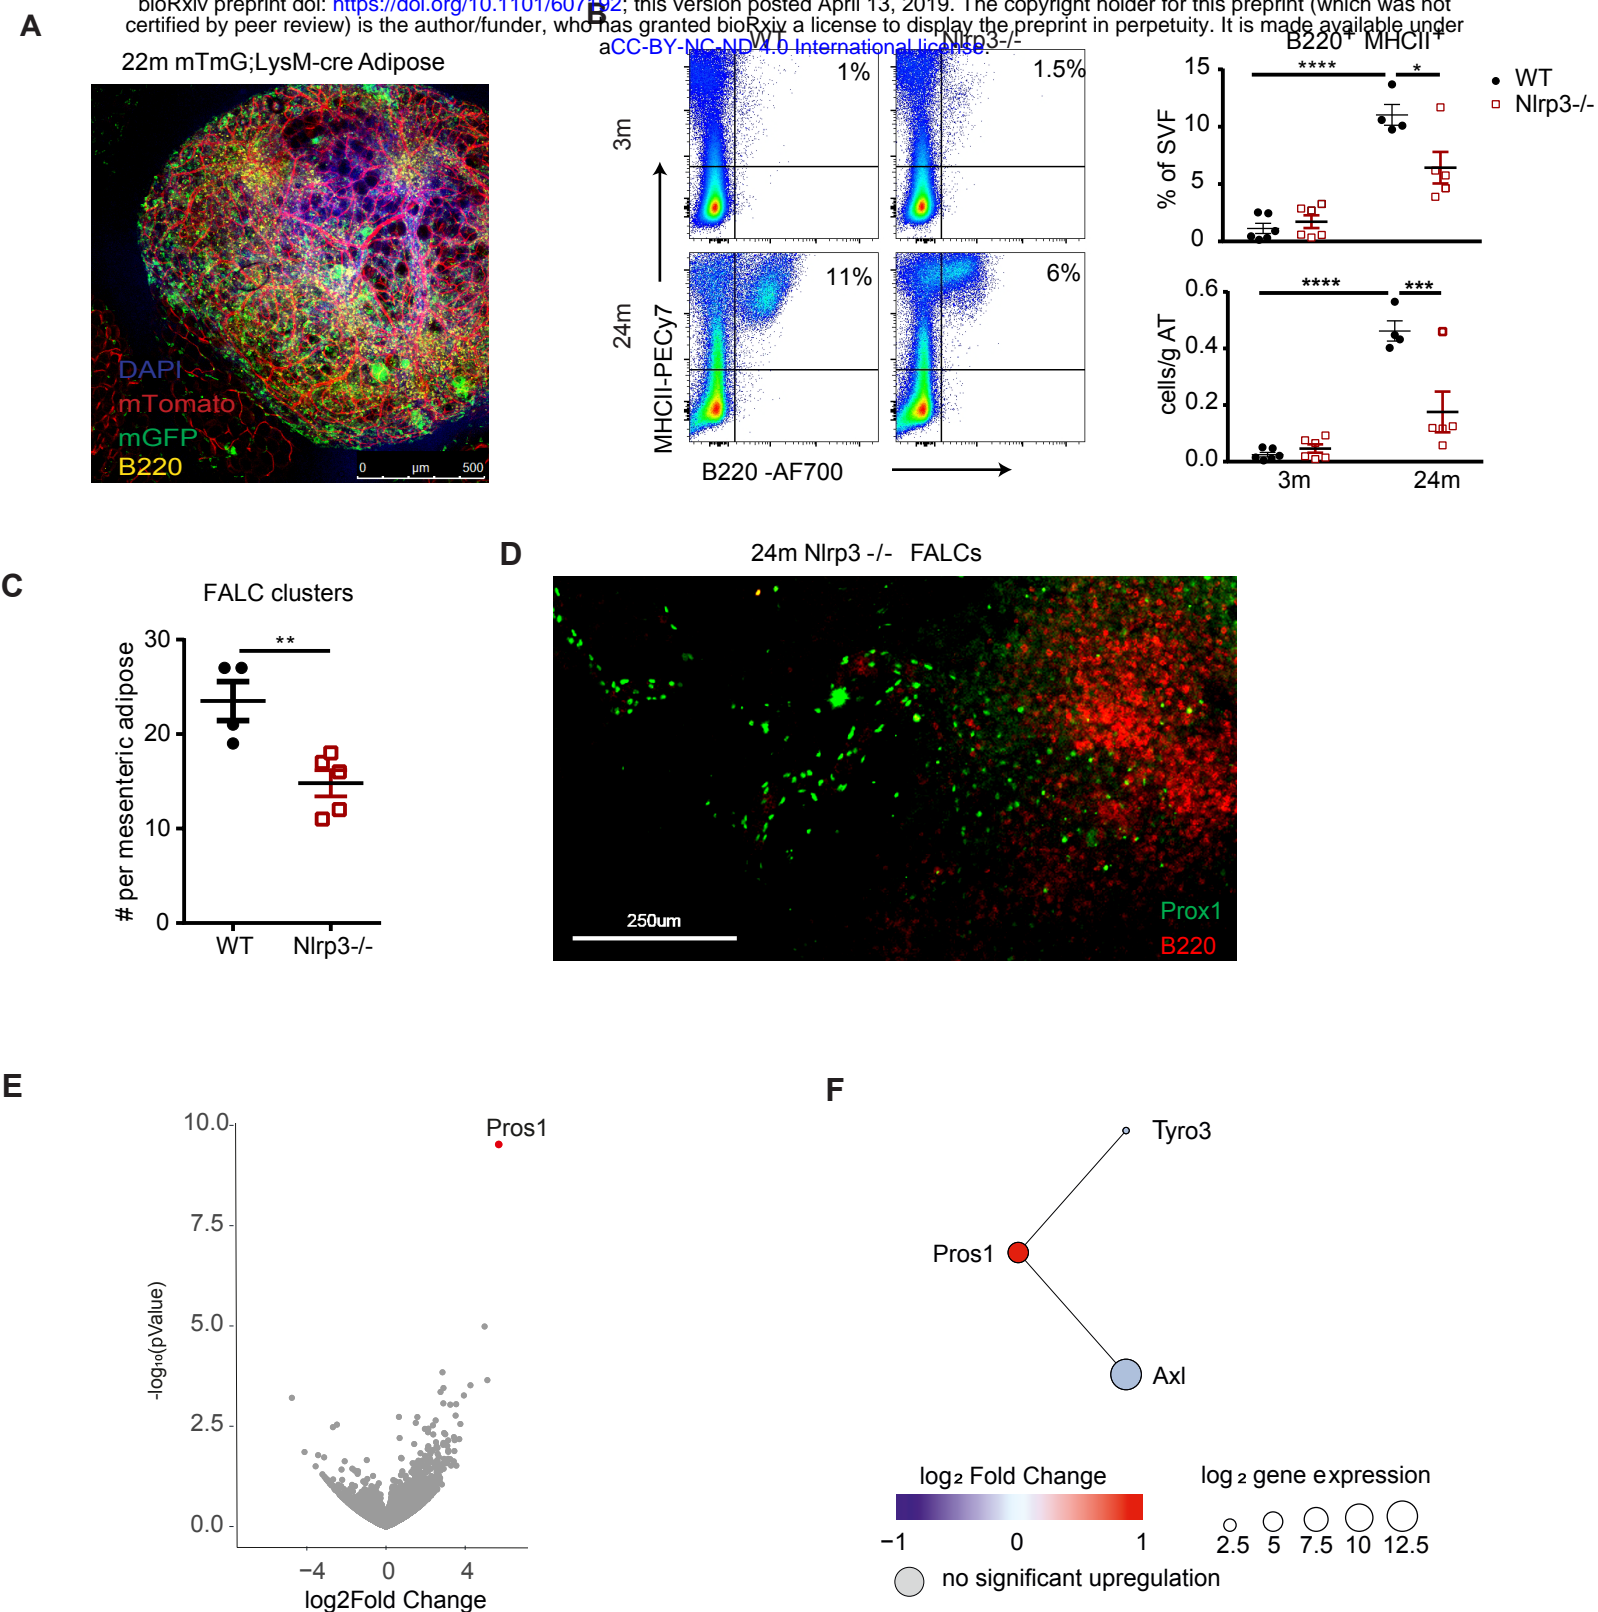 bioRxiv preprint doi: https://doi.org/10.1101/607192; this version posted April 13, 2019. The copyright holder for this preprint (which was not
certified by peer review) is the author/funder, who has granted bioRxiv a license to display the preprint in perpetuity. It is made available under
aCC-BY-NC-ND 4.0 International license.
A
22m mTmG;LysM-cre Adipose
DAPI
mTomato
mGFP
B220
0 µm 500
B
WT Nlrp3-/-
3m
1% 1.5%
24m
11% 6%
MHCII-PECy7
B220 -AF700
B220+ MHCII+
**** *
15
10
5
0
% of SVF
WT
Nlrp3-/-
**** ***
0.6
0.4
0.2
0.0
cells/g AT
3m 24m
C
FALC clusters
**
30
20
10
0
# per mesenteric adipose
WT Nlrp3-/-
D
24m Nlrp3 -/- FALCs
250um
Prox1
B220
E
10.0
7.5
5.0
2.5
0.0
-log₁₀(pValue)
Pros1
−4 0 4
log2Fold Change
F
Tyro3
Pros1
Axl
log₂ Fold Change
−1 0 1
no significant upregulation
log₂ gene expression
2.5 5 7.5 10 12.5